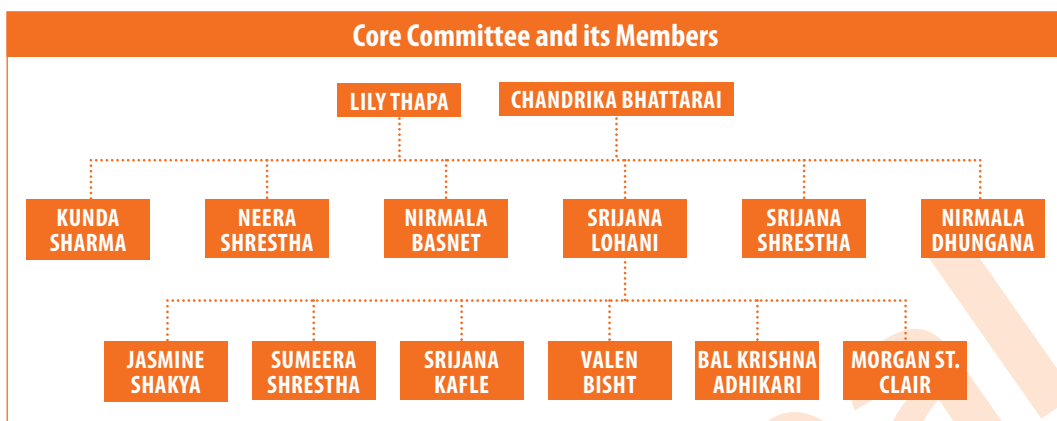 Core Committee and its Members
LILY THAPA
CHANDRIKA BHATTARAI
KUNDA
SHARMA
NEERA
SHRESTHA
NIRMALA
BASNET
SRIJANA
LOHANI
SRIJANA
SHRESTHA
NIRMALA
DHUNGANA
JASMINE
SHAKYA
SUMEERA
SHRESTHA
SRIJANA
KAFLE
VALEN
BISHT
BAL KRISHNA
ADHIKARI
MORGAN ST.
CLAIR